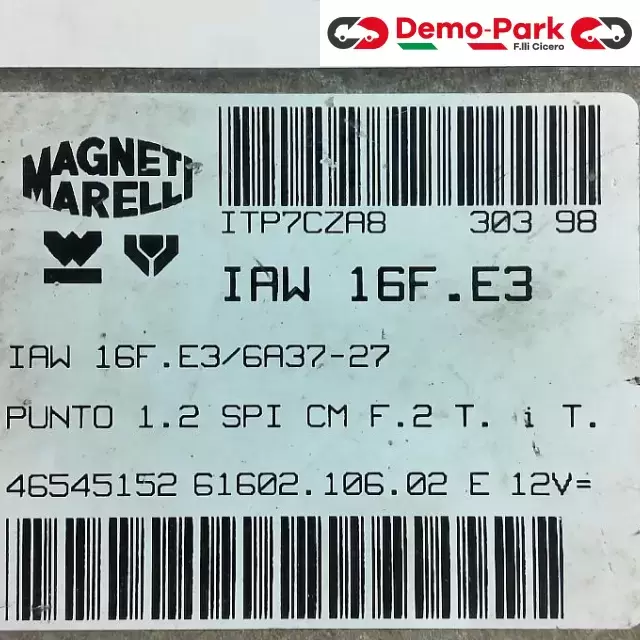 Demo-Park
F.lli Cicero
MAGNETI
MARELLI
ITP7CZA8 303 98
IAW 16F.E3
IAW 16F.E3/6A37-27
PUNTO 1.2 SPI CM F.2 T. i T.
46545152 61602.106.02 E 12V=